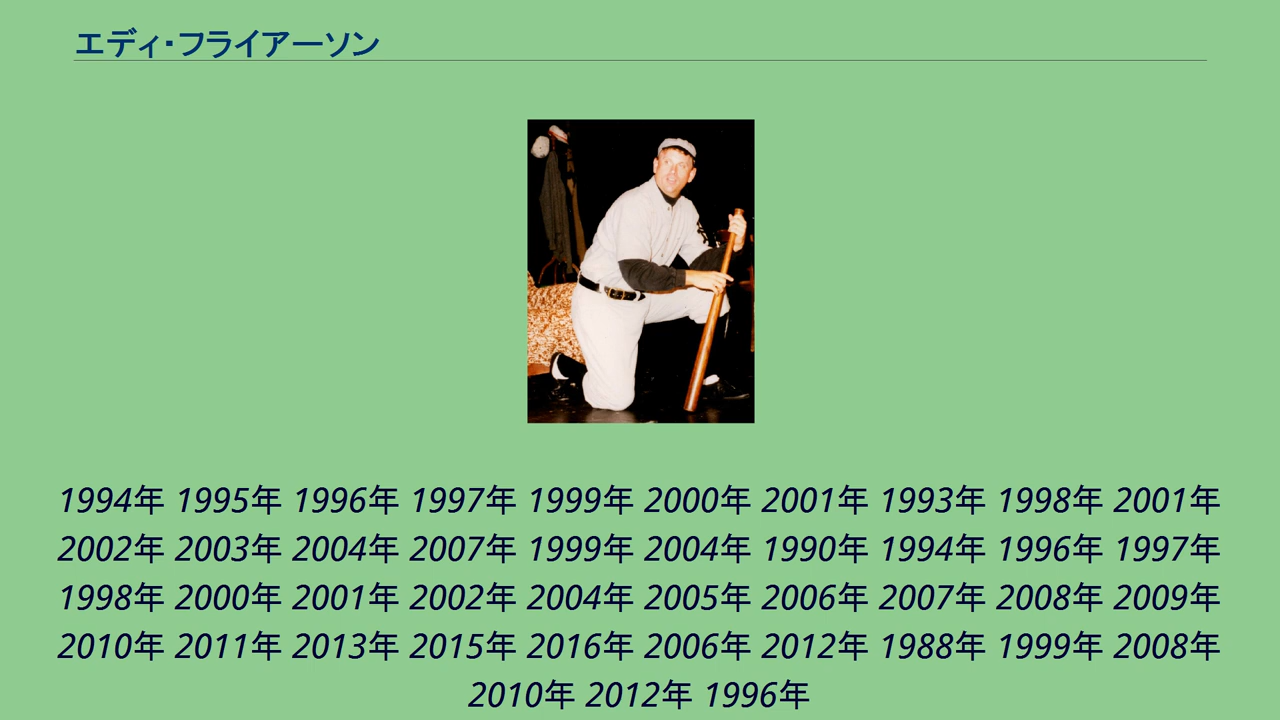 エディ・フライアーソン
1994年 1995年 1996年 1997年 1999年 2000年 2001年 1993年 1998年 2001年
2002年 2003年 2004年 2007年 1999年 2004年 1990年 1994年 1996年 1997年
1998年 2000年 2001年 2002年 2004年 2005年 2006年 2007年 2008年 2009年
2010年 2011年 2013年 2015年 2016年 2006年 2012年 1988年 1999年 2008年
2010年 2012年 1996年